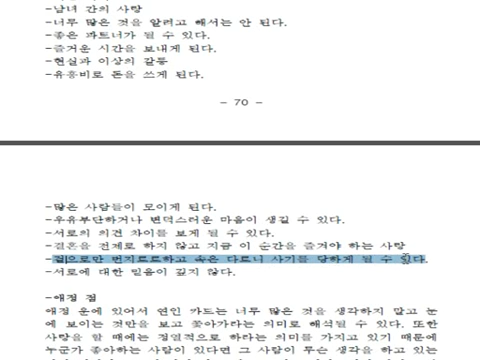 -남녀 간의 사랑
-너무 많은 것을 알려고 해서는 안 된다.
-좋은 파트너가 될 수 있다.
-즐거운 시간을 보내게 된다.
-현실과 이상의 갈등
-유흥비로 돈을 쓰게 된다.
- 70 -
-많은 사람들이 모이게 된다.
-우유부단하거나 변덕스러운 마음이 생길 수 있다.
-서로의 의견 차이를 보게 될 수 있다.
-결혼을 전제로 하지 않고 지금 이 순간을 즐겨야 하는 사랑
-겉으로만 번지르르하고 속은 다르니 사기를 당하게 될 수 있다.
-서로에 대한 믿음이 깊지 않다.
-애정 점
애정 운에 있어서 연인 카드는 너무 많은 것을 생각하지 말고 눈
에 보이는 것만을 보고 쫓아가라는 의미로 해석될 수 있다. 또한
사랑을 할 때에는 정열적으로 하라는 의미를 가지고 있기 때문에
누군가 좋아하는 사람이 있다면 그 사람이 무슨 생각을 하고 있는